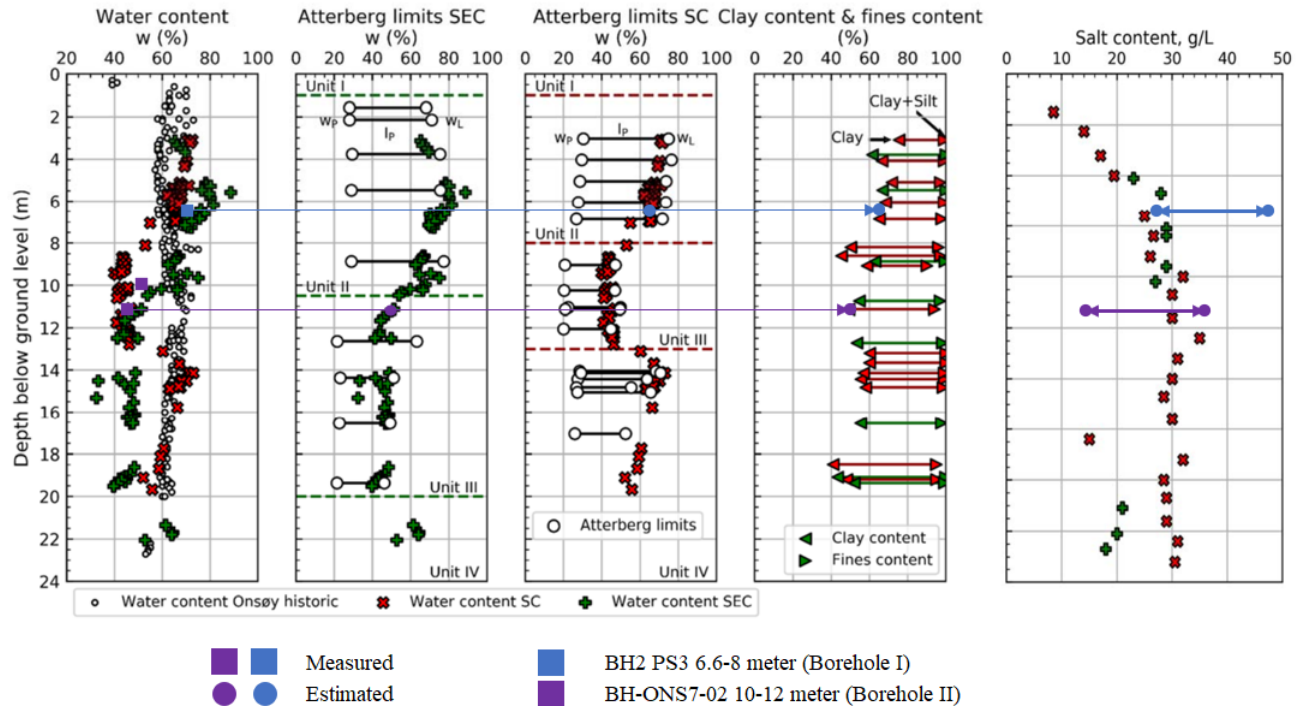 Water content
w (%)
20 40 60 80 100
Atterberg limits SEC
w (%)
0 20 40 60 80 100
Atterberg limits SC
w (%)
0 20 40 60 80 100
Clay content & fines content
(%)
0 20 40 60 80 100
Salt content, g/L
0 10 20 30 40 50
Depth below ground level (m)
0
2
4
6
8
10
12
14
16
18
20
22
24
Unit I
wP
IP
wL
Unit II
Unit III
Unit IV
Unit I
wP
IP
wL
Unit II
Unit III
Atterberg limits
Unit IV
Clay+Silt
Clay
Clay content
Fines content
Water content Onsøy historic
Water content SC
Water content SEC
Measured
BH2 PS3 6.6-8 meter (Borehole I)
Estimated
BH-ONS7-02 10-12 meter (Borehole II)